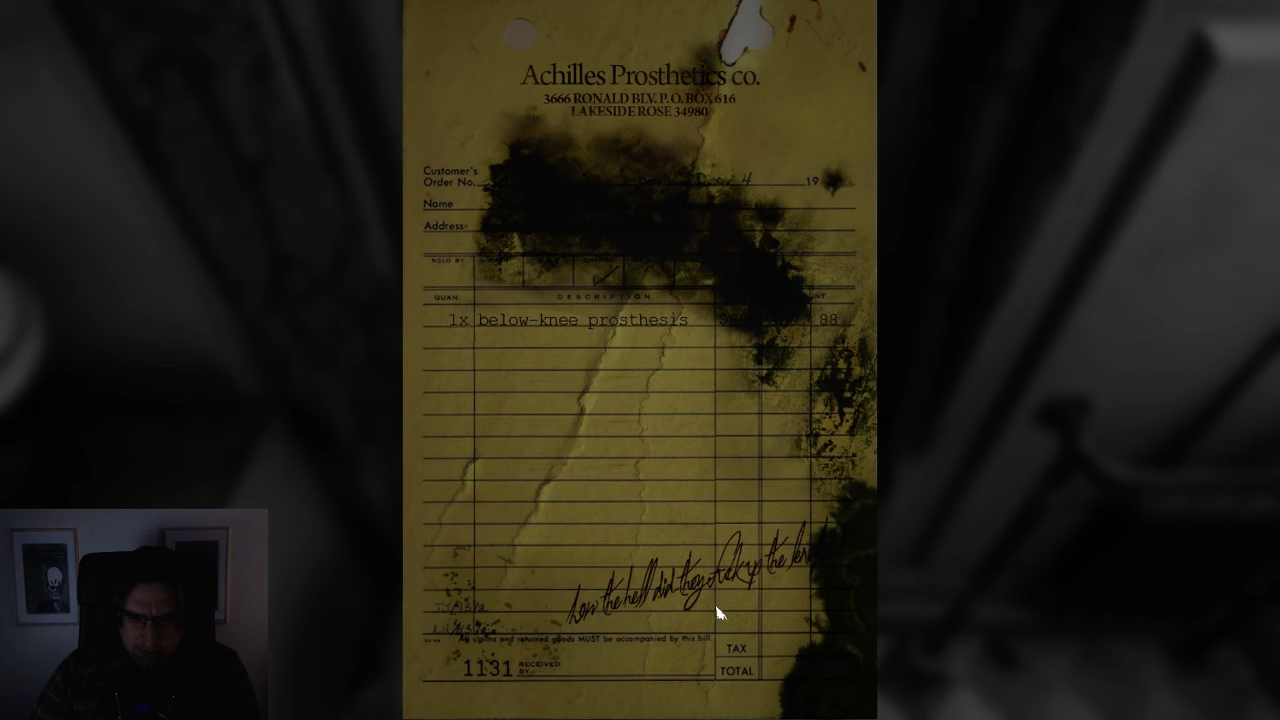 Achilles Prosthetics co.
3666 RONALD BLV. P.O. BOX 616
LAKESIDE ROSE 34980
Customer's
Order No. 4 19
Name
Address
SOLD BY
QUAN. DESCRIPTION
1x below-knee prosthesis 88
how the hell did they fuck up the
All claims and returned goods MUST be accompanied by this bill.
TAX
1131 RECEIVED BY
TOTAL